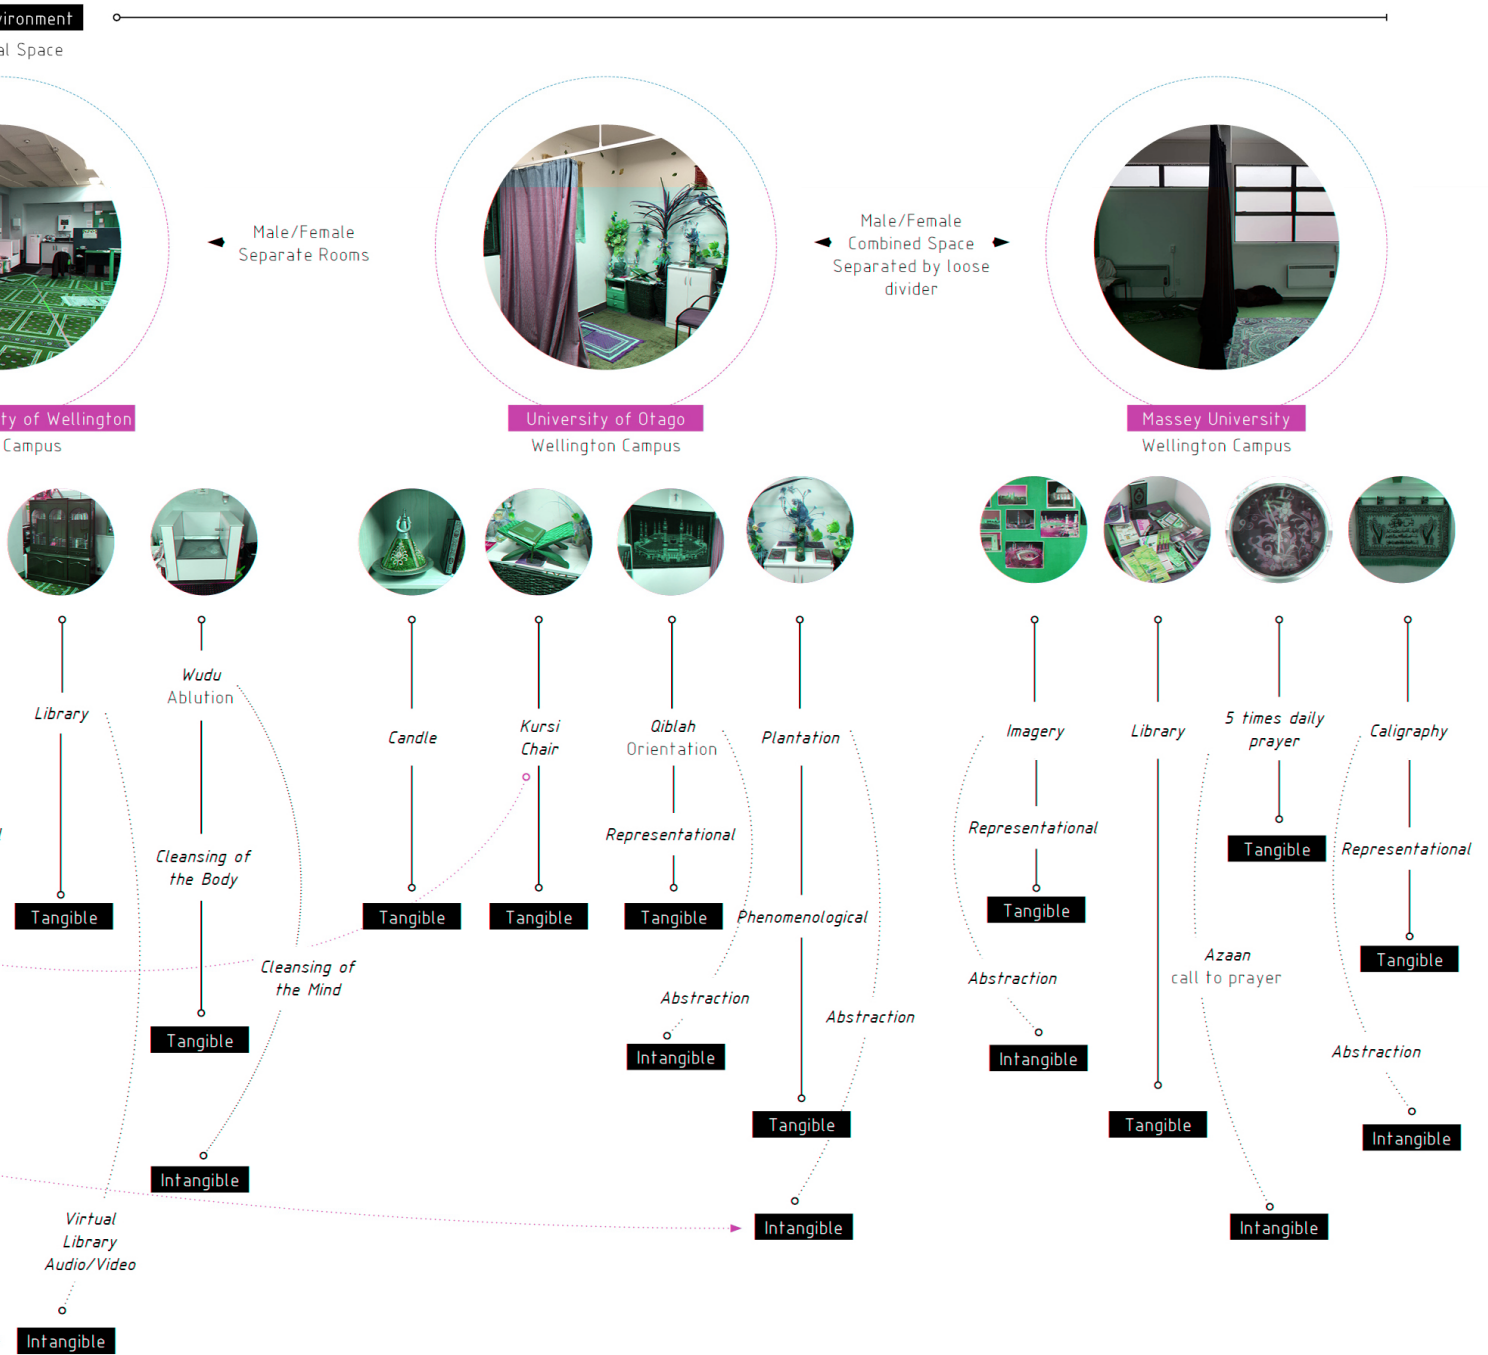 al Space
Male/Female
Separate Rooms
Male/Female
Combined Space
Separated by loose
divider
ty of Wellington
Campus
University of Otago
Wellington Campus
Massey University
Wellington Campus
Library
Tangible
Virtual
Library
Audio/Video
Intangible
Wudu
Ablution
Cleansing of
the Body
Tangible
Cleansing of
the Mind
Intangible
Candle
Tangible
Kursi
Chair
Tangible
Qiblah
Orientation
Representational
Tangible
Abstraction
Intangible
Plantation
Phenomenological
Tangible
Abstraction
Intangible
Imagery
Representational
Tangible
Abstraction
Intangible
Library
Tangible
5 times daily
prayer
Tangible
Azaan
call to prayer
Intangible
Caligraphy
Representational
Tangible
Abstraction
Intangible